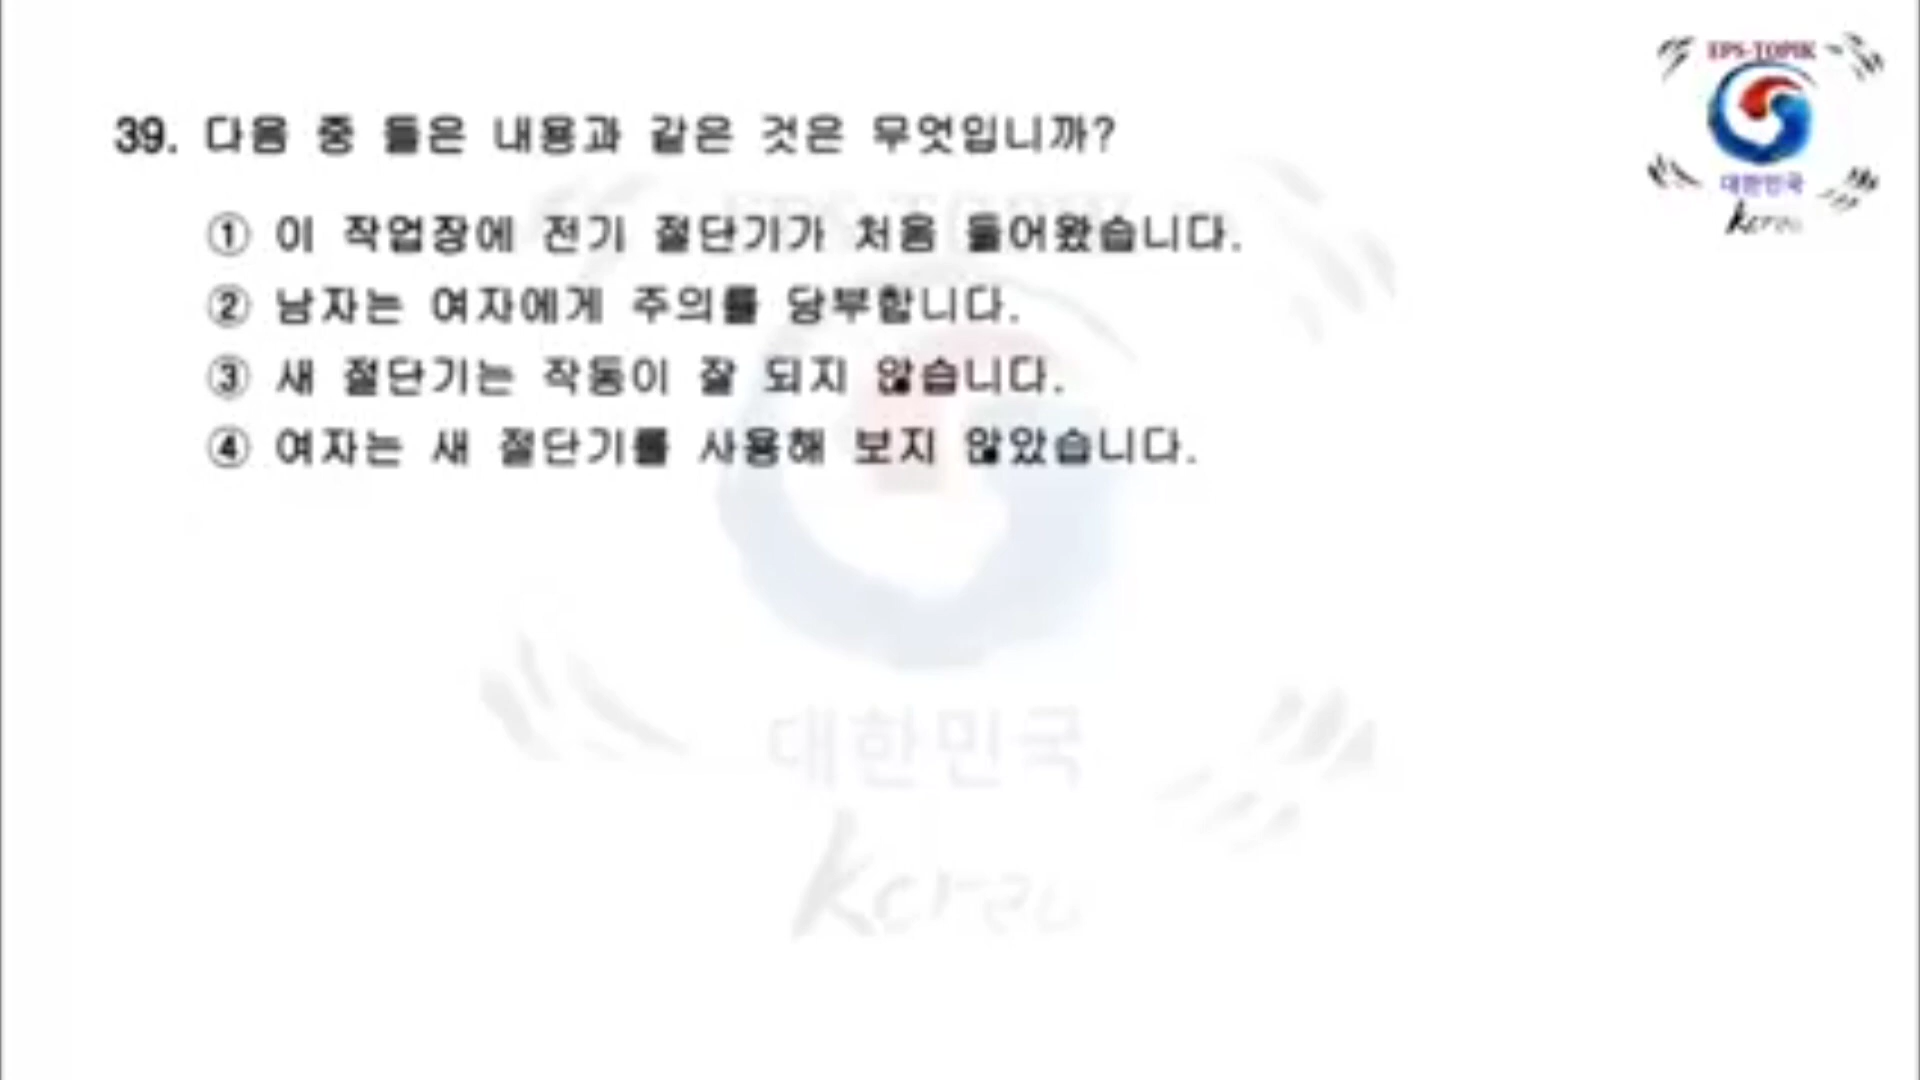 EPS-TOPIK
대한민국
Korea
39. 다음 중 들은 내용과 같은 것은 무엇입니까?
① 이 작업장에 전기 절단기가 처음 들어왔습니다.
② 남자는 여자에게 주의를 당부합니다.
③ 새 절단기는 작동이 잘 되지 않습니다.
④ 여자는 새 절단기를 사용해 보지 않았습니다.
EPS-TOPIK
대한민국
Korea